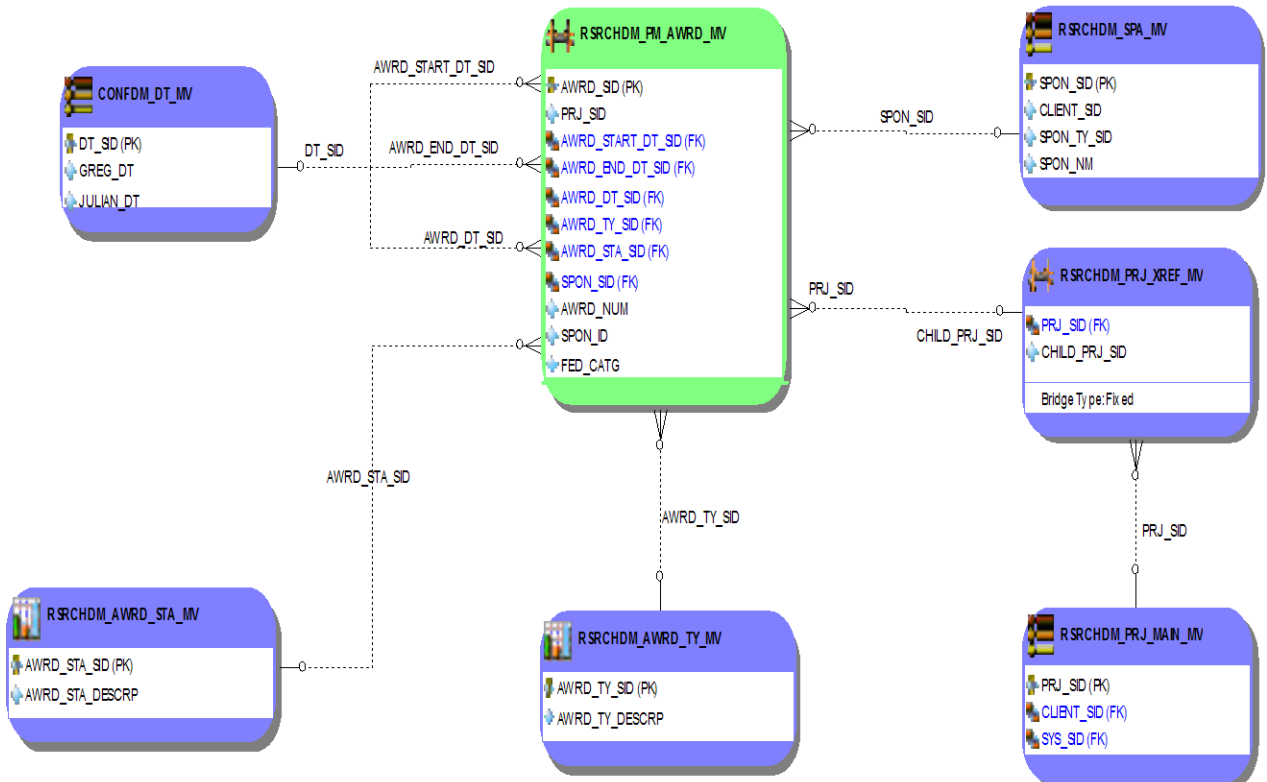 CONFDM_DT_MV
DT_SID (PK)
GREG_DT
JULIAN_DT
DT_SID
AWRD_START_DT_SID
AWRD_END_DT_SID
AWRD_DT_SID
RSRCHDM_PM_AWRD_MV
AWRD_SID (PK)
PRJ_SID
AWRD_START_DT_SID (FK)
AWRD_END_DT_SID (FK)
AWRD_DT_SID (FK)
AWRD_TY_SID (FK)
AWRD_STA_SID (FK)
SPON_SID (FK)
AWRD_NUM
SPON_ID
FED_CATG
SPON_SID
RSRCHDM_SPA_MV
SPON_SID (PK)
CLIENT_SID
SPON_TY_SID
SPON_NM
PRJ_SID
CHILD_PRJ_SID
RSRCHDM_PRJ_XREF_MV
PRJ_SID (FK)
CHILD_PRJ_SID
Bridge Type: Fixed
AWRD_STA_SID
AWRD_TY_SID
PRJ_SID
RSRCHDM_AWRD_STA_MV
AWRD_STA_SID (PK)
AWRD_STA_DESCRP
RSRCHDM_AWRD_TY_MV
AWRD_TY_SID (PK)
AWRD_TY_DESCRP
RSRCHDM_PRJ_MAIN_MV
PRJ_SID (PK)
CLIENT_SID (FK)
SYS_SID (FK)